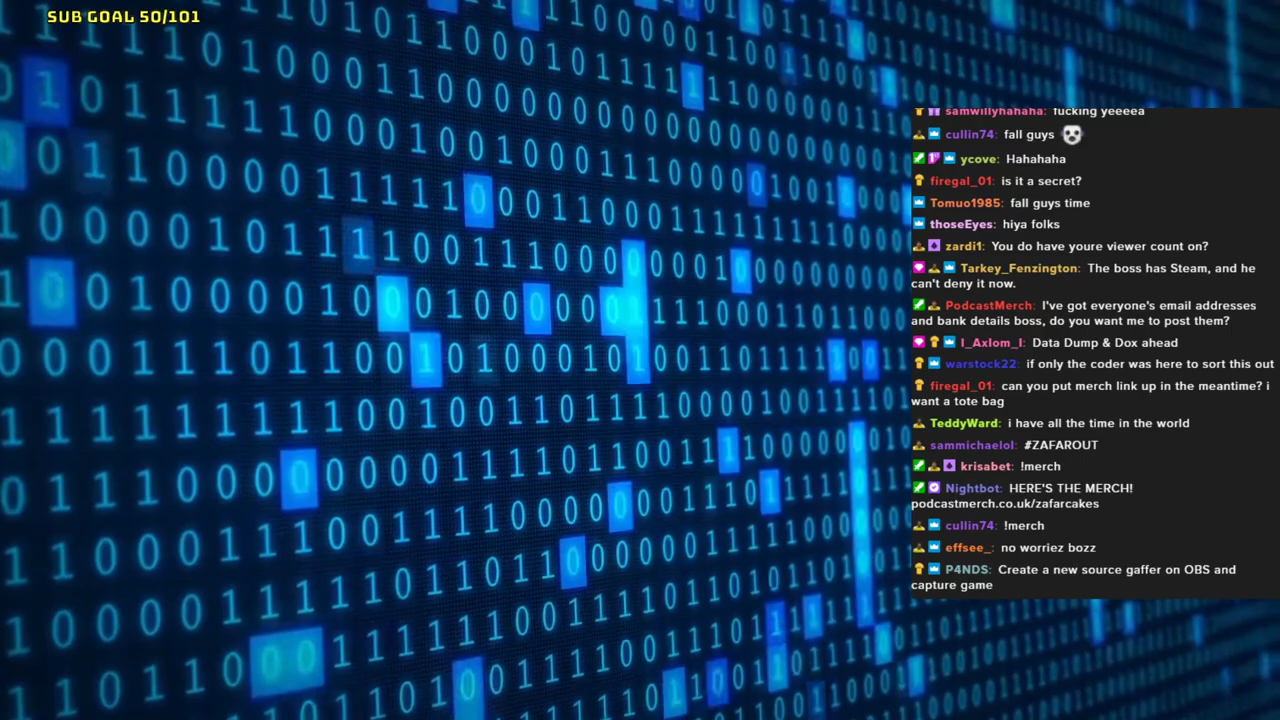 SUB GOAL 50/101
samwillyhahaha: fucking yeeeea
cullin74: fall guys
ycove: Hahahaha
firegal_01: is it a secret?
Tomuo1985: fall guys time
thoseEyes: hiya folks
zardi1: You do have youre viewer count on?
Tarkey_Fenzington: The boss has Steam, and he
can't deny it now.
PodcastMerch: I've got everyone's email addresses
and bank details boss, do you want me to post them?
I_AxIom_I: Data Dump & Dox ahead
warstock22: if only the coder was here to sort this out
firegal_01: can you put merch link up in the meantime? i
want a tote bag
TeddyWard: i have all the time in the world
sammichaelol: #ZAFAROUT
krisabet: !merch
Nightbot: HERE'S THE MERCH!
podcastmerch.co.uk/zafarcakes
cullin74: !merch
effsee_: no worriez bozz
P4NDS: Create a new source gaffer on OBS and
capture game